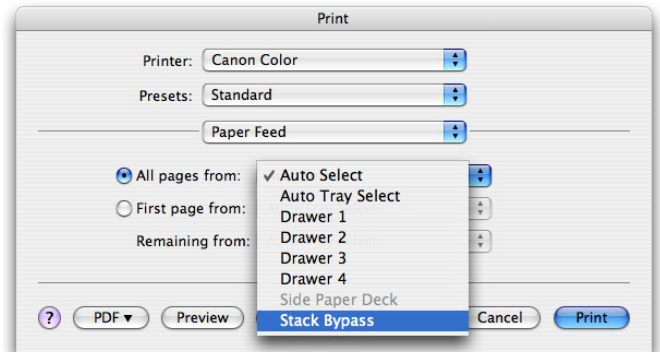 Print
Printer: Canon Color
Presets: Standard
Paper Feed
All pages from: ✓ Auto Select
Auto Tray Select
First page from:
Drawer 1
Drawer 2
Remaining from:
Drawer 3
Drawer 4
Side Paper Deck
Stack Bypass
? PDF ▼ Preview Cancel Print